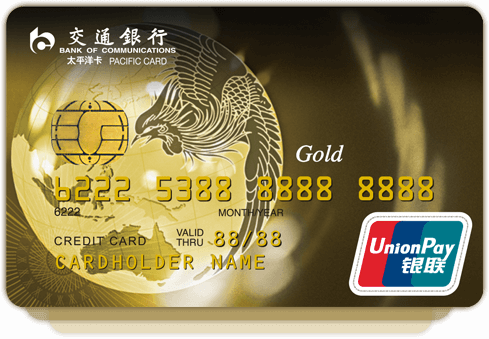 交通銀行
BANK OF COMMUNICATIONS
太平洋卡 PACIFIC CARD
Gold
6222 5388 8888 8888
6222
MONTH/YEAR
CREDIT CARD VALID THRU 88/88
CARDHOLDER NAME
UnionPay
银联